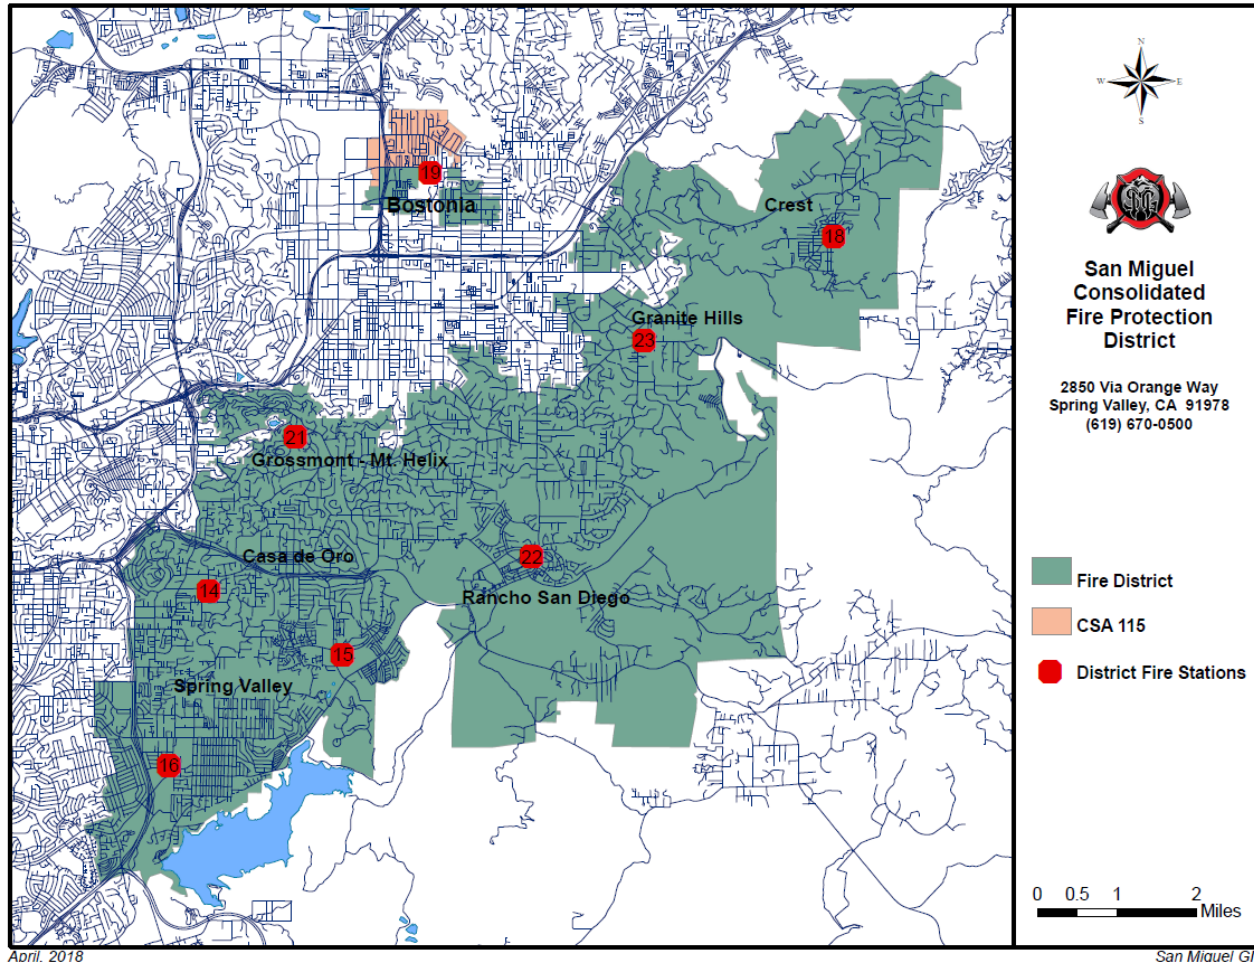 N
W E
S
19
Bostonia
Crest
18
Granite Hills
23
21
Grossmont - Mt. Helix
Casa de Oro
22
14
Rancho San Diego
15
Spring Valley
16
San Miguel
Consolidated
Fire Protection
District
2850 Via Orange Way
Spring Valley, CA 91978
(619) 670-0500
Fire District
CSA 115
District Fire Stations
0 0.5 1 2
Miles
April, 2018
San Miguel GI